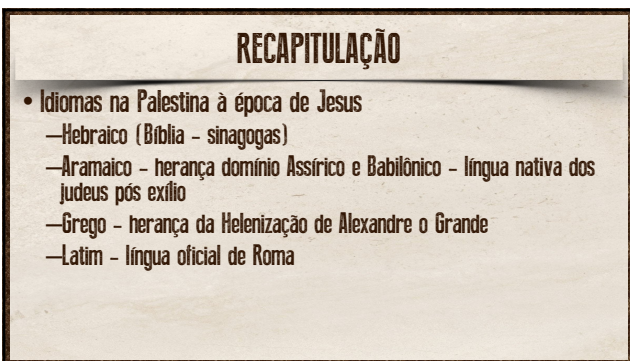 RECAPITULAÇÃO
• Idiomas na Palestina à época de Jesus
–Hebraico (Bíblia - sinagogas)
–Aramaico - herança domínio Assírico e Babilônico - língua nativa dos
judeus pós exílio
–Grego - herança da Helenização de Alexandre o Grande
–Latim - língua oficial de Roma